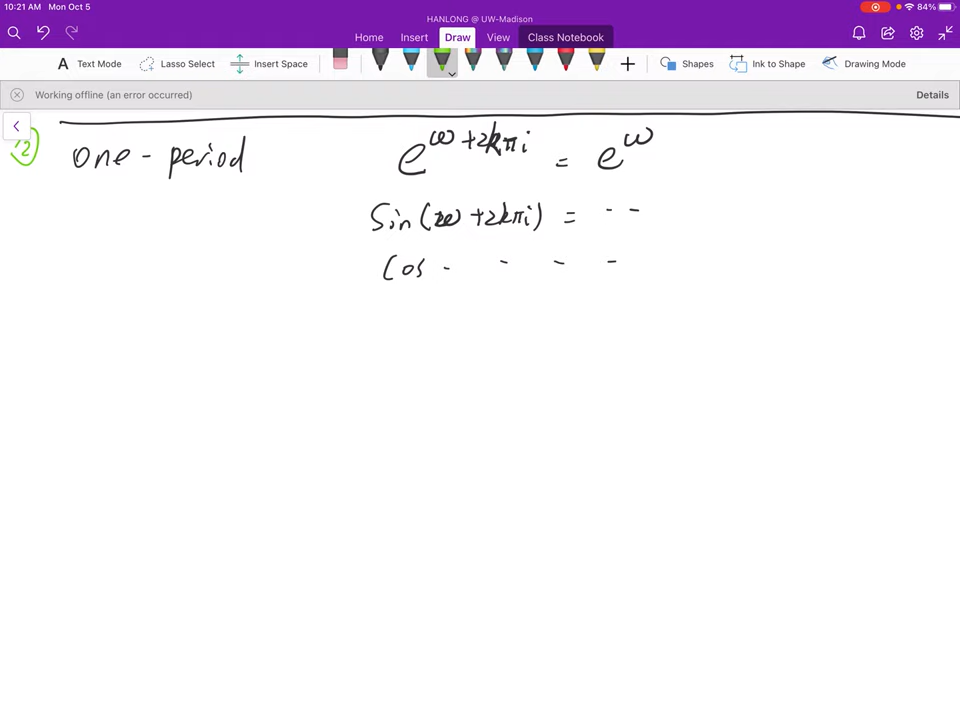 10:21 AM Mon Oct 5 84%
HANLONG @ UW-Madison
Home Insert Draw View Class Notebook
A Text Mode Lasso Select Insert Space Shapes Ink to Shape Drawing Mode
Working offline (an error occurred) Details
② one-period e^{ω+2kπi} = e^ω
Sin(ω+2kπi) = - -
Cos - - - -